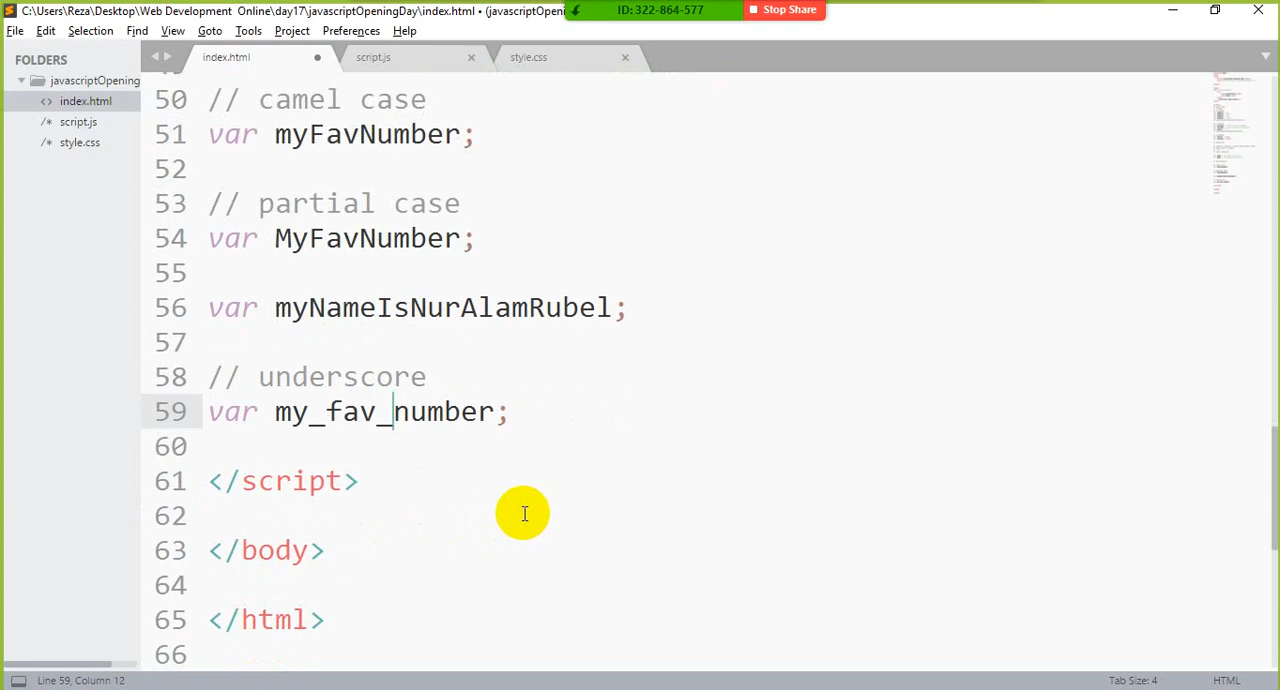 C:\Users\Reza\Desktop\Web Development Online\day17\javascriptOpeningDay\index.html • (javascriptOpeni
ID: 322-864-577
Stop Share
File Edit Selection Find View Goto Tools Project Preferences Help
FOLDERS
javascriptOpening
<> index.html
/* script.js
/* style.css
index.html
script.js
style.css
50 // camel case
51 var myFavNumber;
52
53 // partial case
54 var MyFavNumber;
55
56 var myNameIsNurAlamRubel;
57
58 // underscore
59 var my_fav_number;
60
61 </script>
62
63 </body>
64
65 </html>
66
Line 59, Column 12
Tab Size: 4
HTML